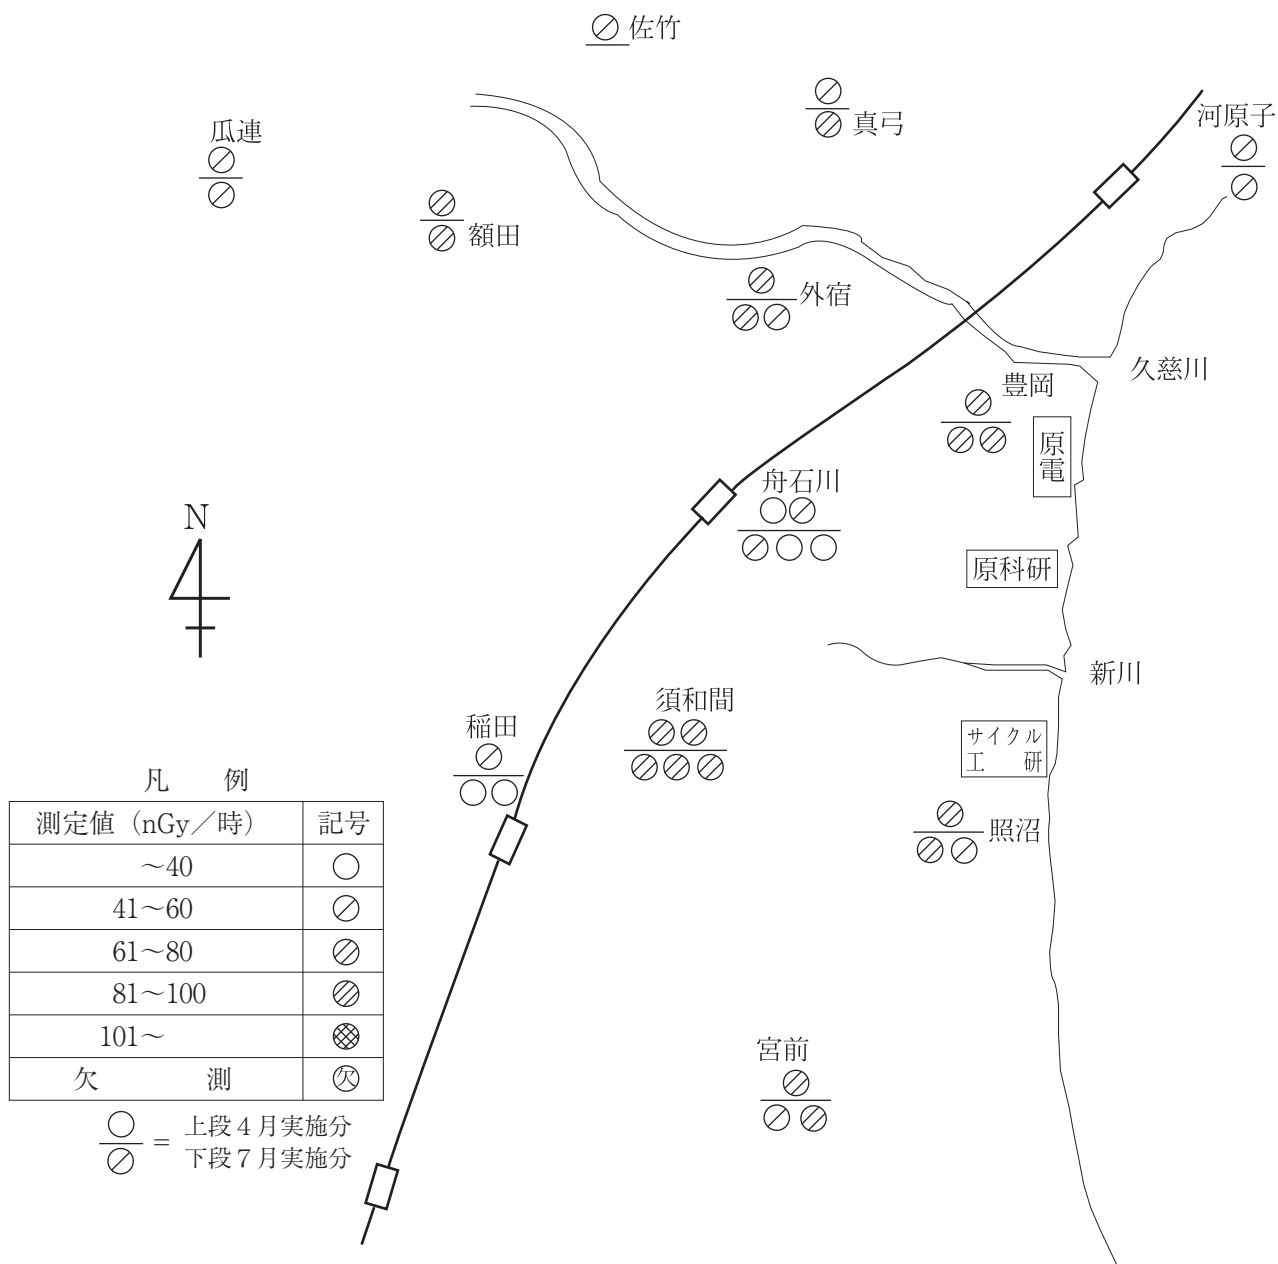 佐竹
真弓
河原子
瓜連
額田
外宿
久慈川
豊岡
原電
舟石川
N
原科研
新川
須和間
稲田
サイクル
工　研
照沼
凡　例
測定値（nGy／時） 記号
～40
41～60
61～80
81～100
101～
欠　測 欠
宮前
= 上段４月実施分
下段７月実施分